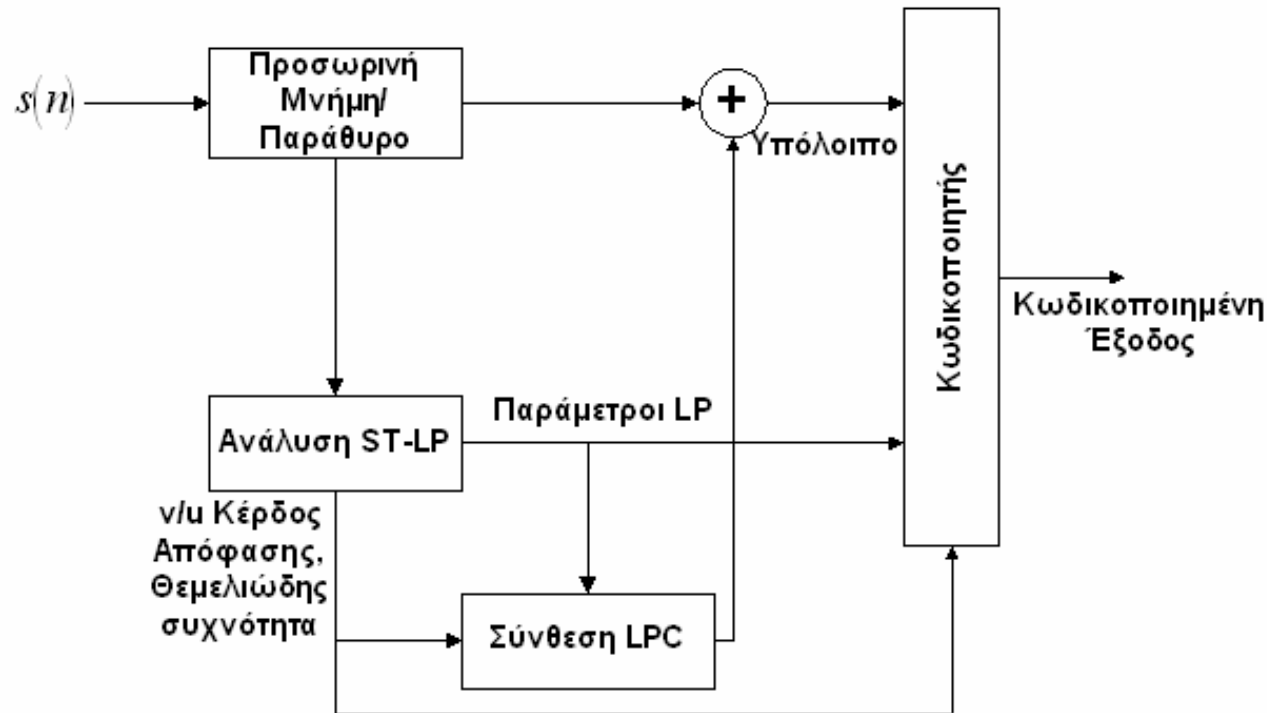 s(n)
Προσωρινή
Μνήμη/
Παράθυρο
+
Υπόλοιπο
Κωδικοποιητής
Κωδικοποιημένη
Έξοδος
Ανάλυση ST-LP
Παράμετροι LP
v/u Κέρδος
Απόφασης,
Θεμελιώδης
συχνότητα
Σύνθεση LPC